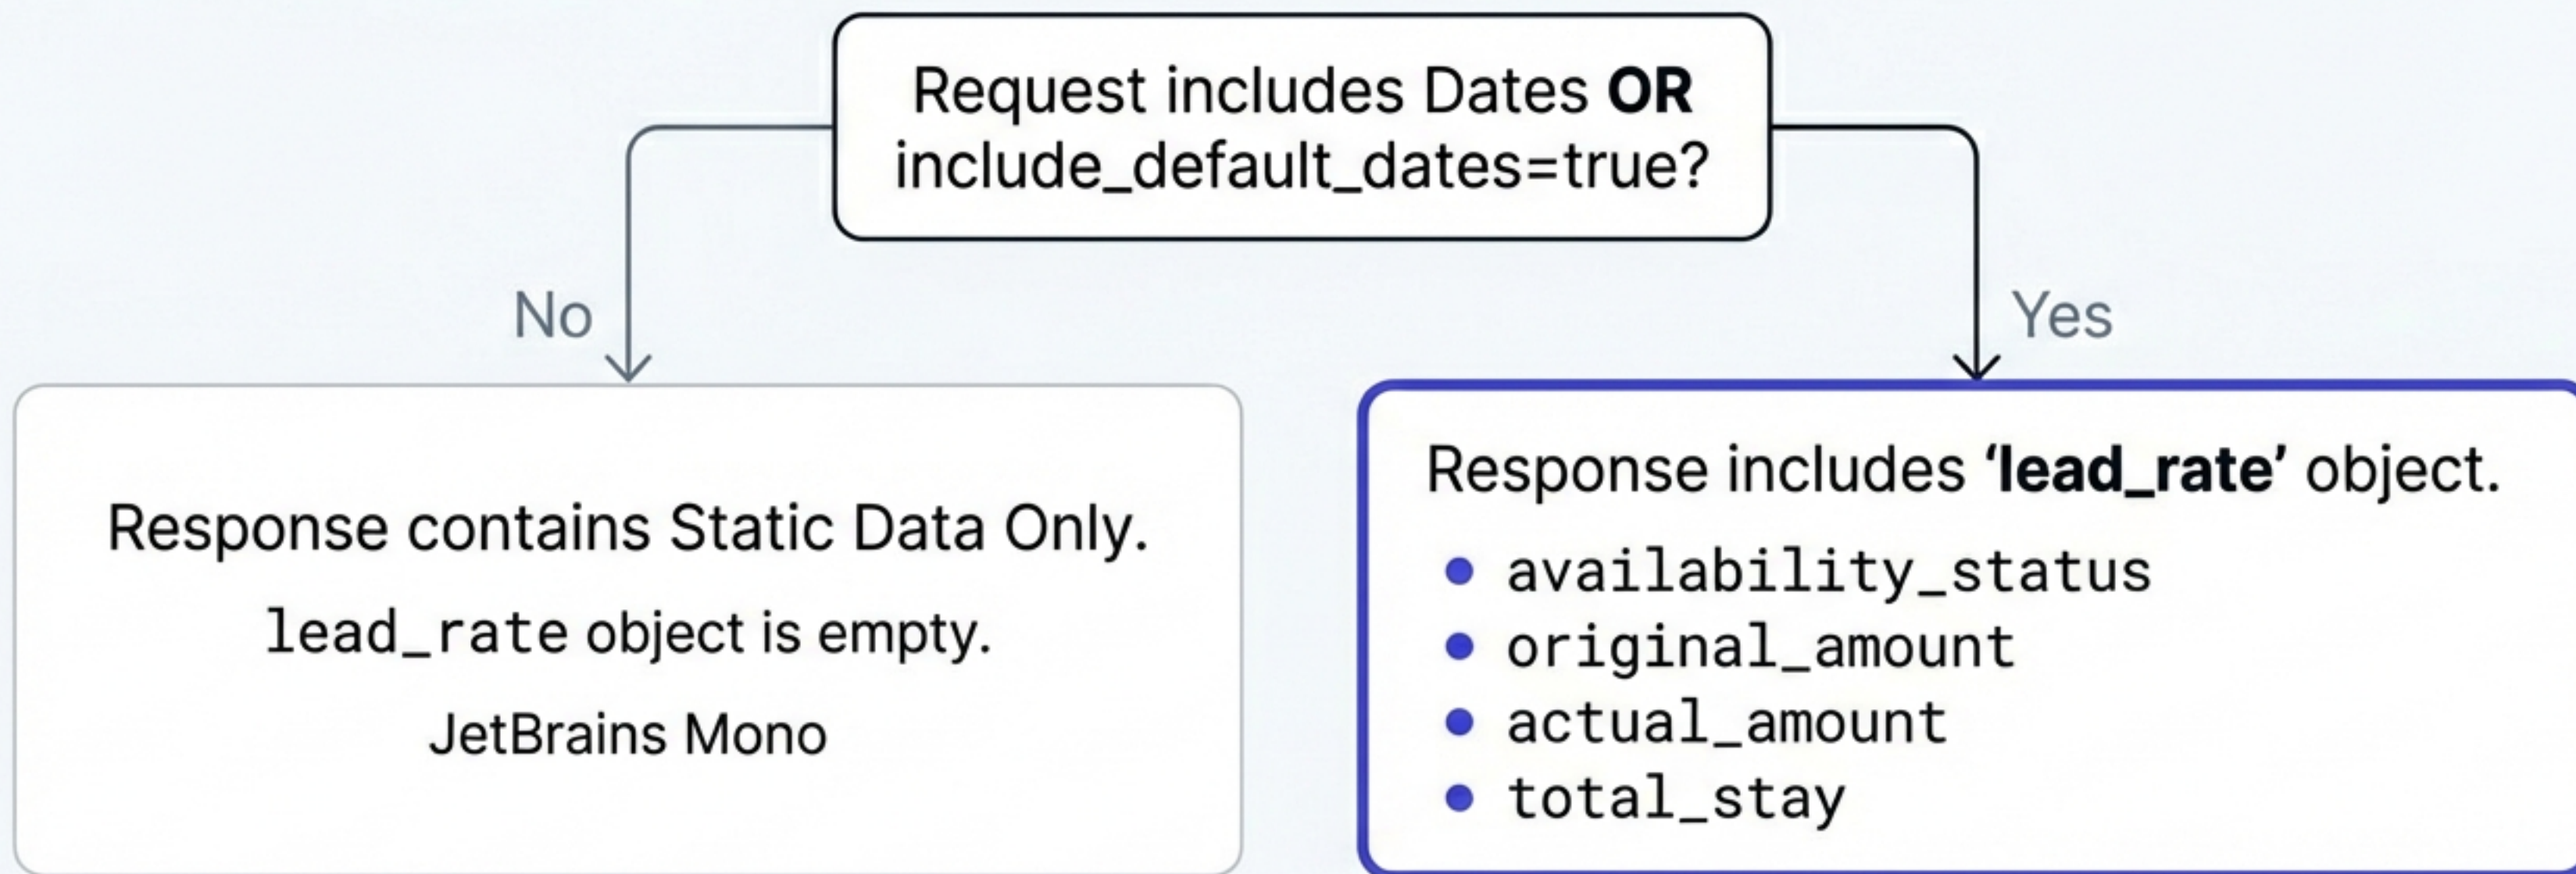 Request includes Dates OR
include_default_dates=true?
No
Yes
Response contains Static Data Only.
lead_rate object is empty.
JetBrains Mono
Response includes ‘lead_rate’ object.
availability_status
original_amount
actual_amount
total_stay